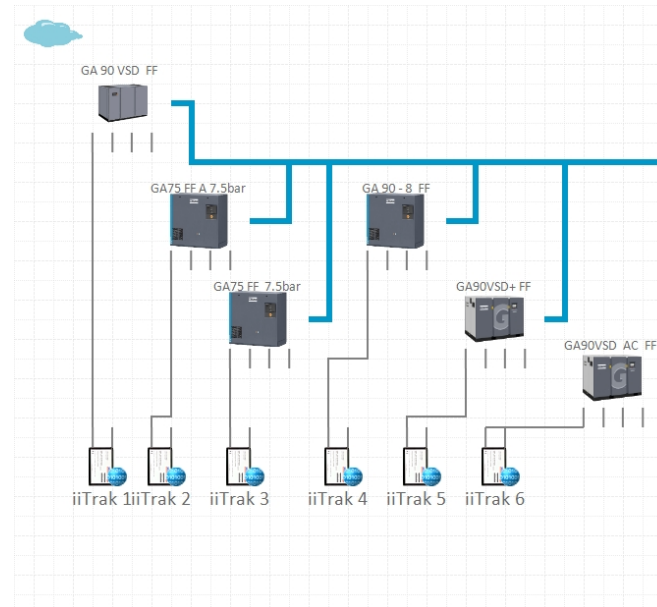 GA 90 VSD FF
GA75 FF A 7.5bar
GA 90 - 8 FF
GA75 FF 7.5bar
GA90VSD+ FF
GA90VSD AC FF
G
G
iiTrak 1
iiTrak 2
iiTrak 3
iiTrak 4
iiTrak 5
iiTrak 6